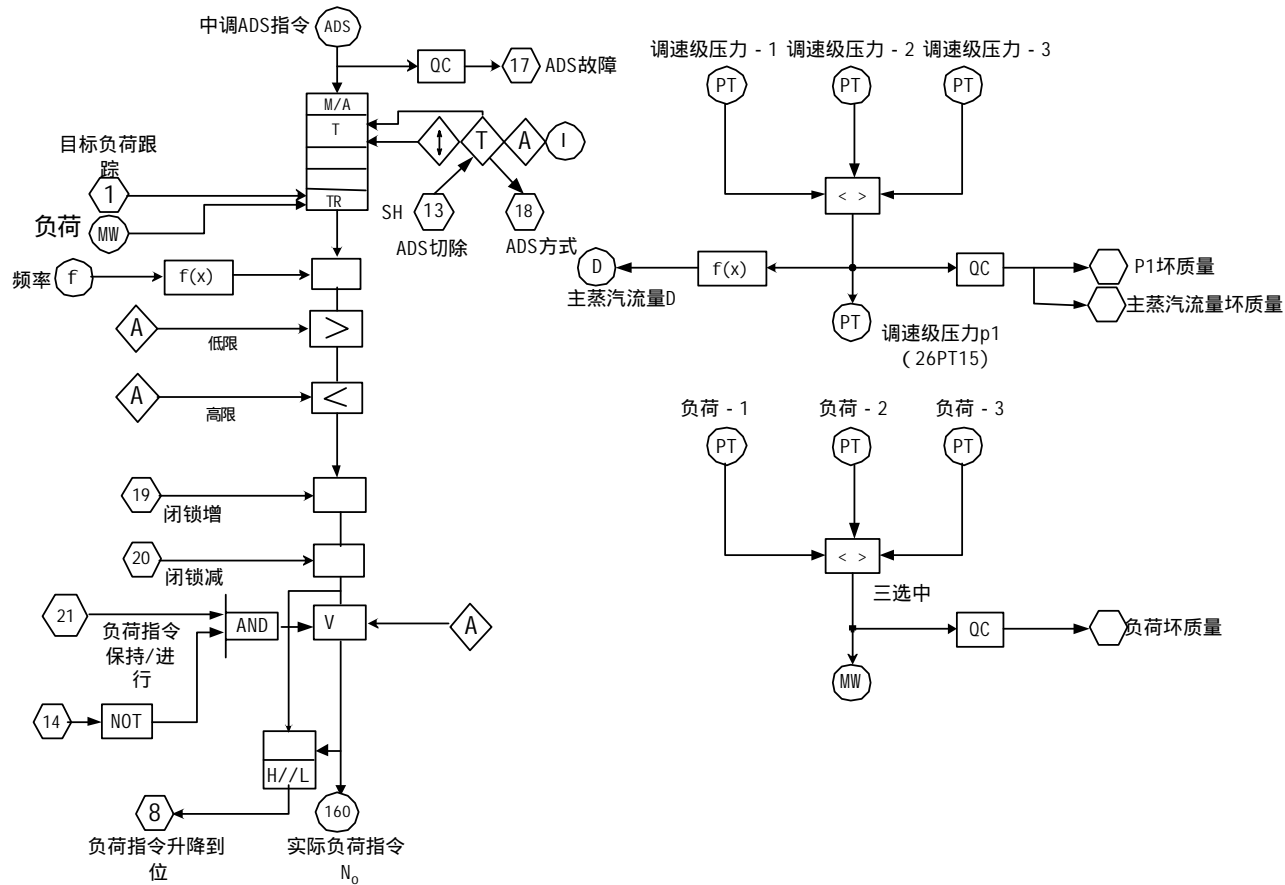 中调ADS指令
ADS
QC
17
ADS故障
M/A
T
TR
目标负荷跟
踪
1
负荷
MW
T
A
I
SH
13
18
ADS切除
ADS方式
频率
f
f(x)
A
低限
>
A
高限
<
19
闭锁增
20
闭锁减
21
负荷指令
保持/进
行
AND
V
A
14
NOT
H//L
8
160
负荷指令升降到
位
实际负荷指令
N0
调速级压力 - 1
调速级压力 - 2
调速级压力 - 3
PT
PT
PT
< >
D
f(x)
QC
P1坏质量
主蒸汽流量D
主蒸汽流量坏质量
PT
调速级压力p1
(26PT15)
负荷 - 1
负荷 - 2
负荷 - 3
PT
PT
PT
< >
三选中
QC
负荷坏质量
MW